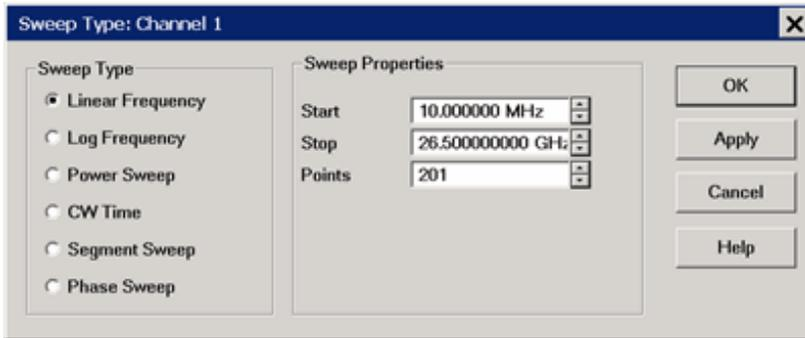 Sweep Type: Channel 1
Sweep Type
Linear Frequency
Log Frequency
Power Sweep
CW Time
Segment Sweep
Phase Sweep
Sweep Properties
Start 10.000000 MHz
Stop 26.500000000 GHz
Points 201
OK
Apply
Cancel
Help